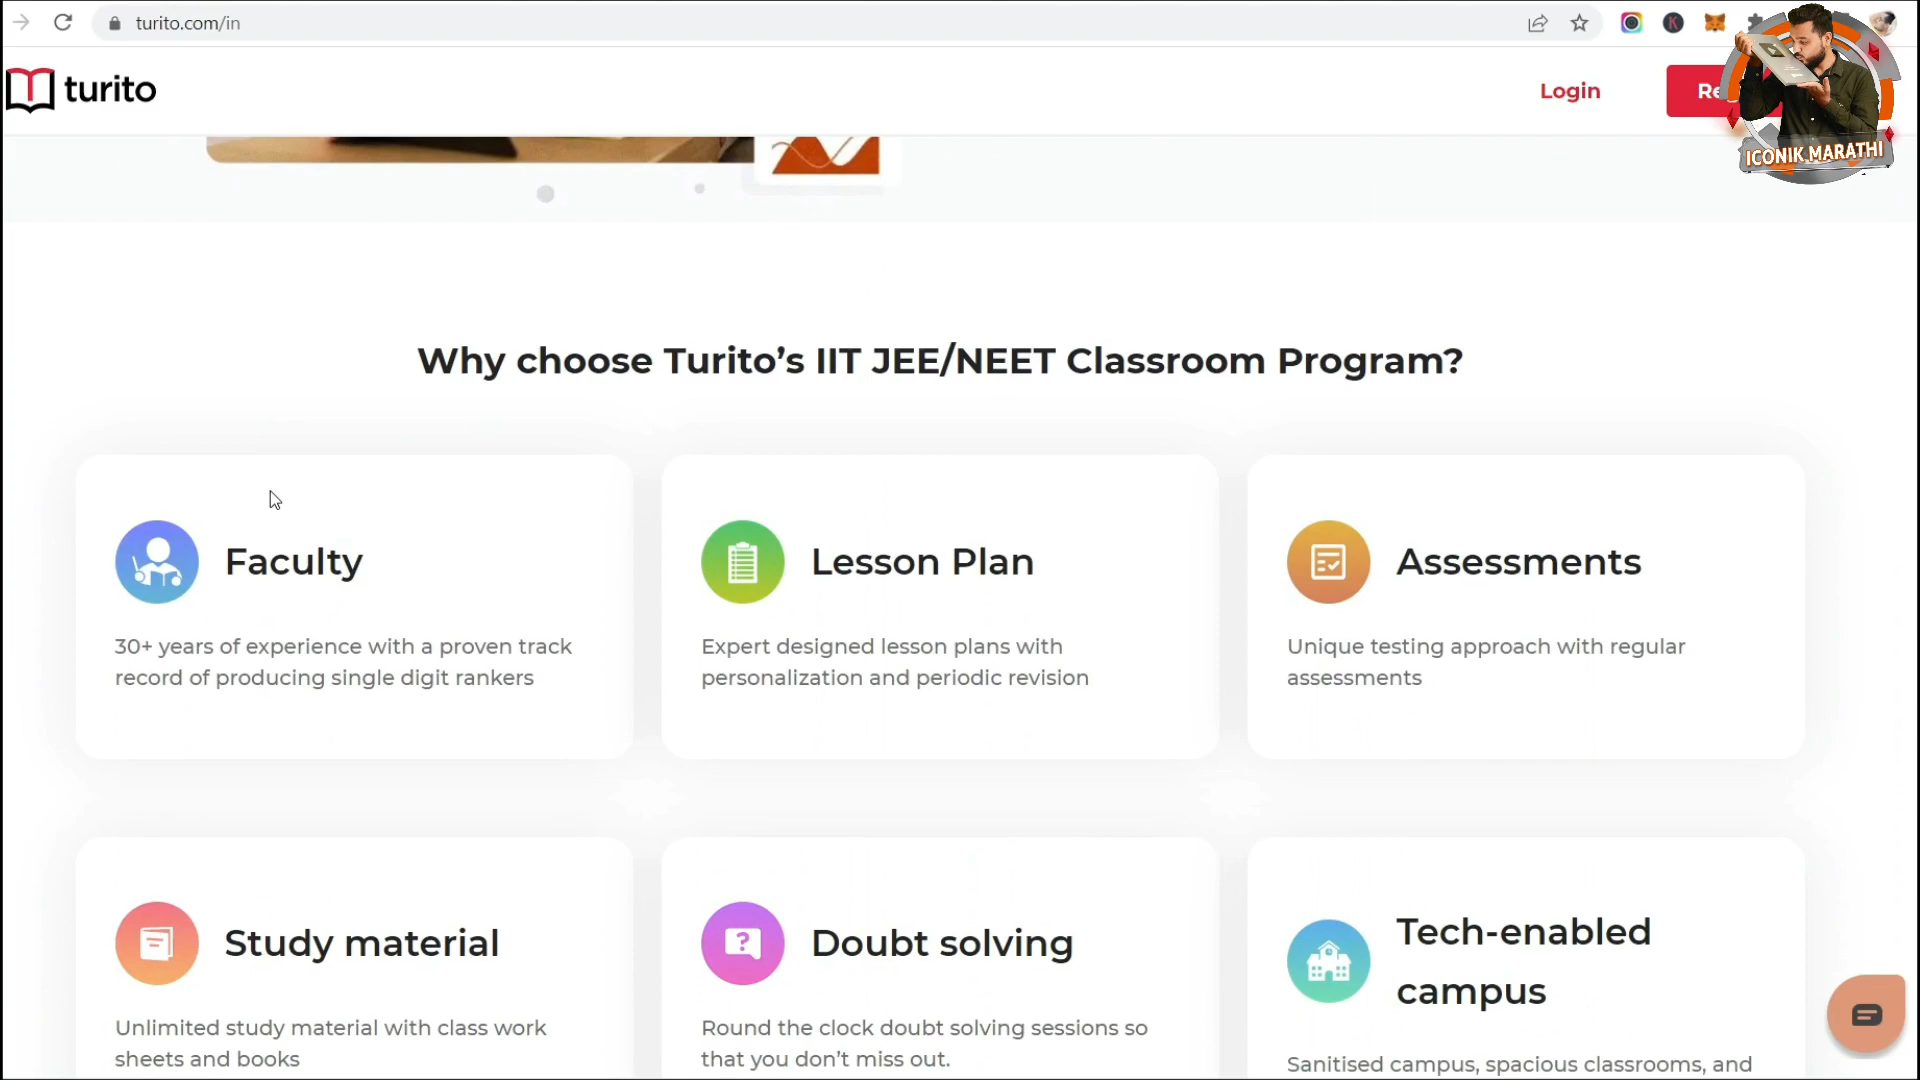 turito.com/in
turito
Login
ICONIK MARATHI
Why choose Turito’s IIT JEE/NEET Classroom Program?
Faculty
30+ years of experience with a proven track
record of producing single digit rankers
Lesson Plan
Expert designed lesson plans with
personalization and periodic revision
Assessments
Unique testing approach with regular
assessments
Study material
Unlimited study material with class work
sheets and books
Doubt solving
Round the clock doubt solving sessions so
that you don’t miss out.
Tech-enabled
campus
Sanitised campus, spacious classrooms, and